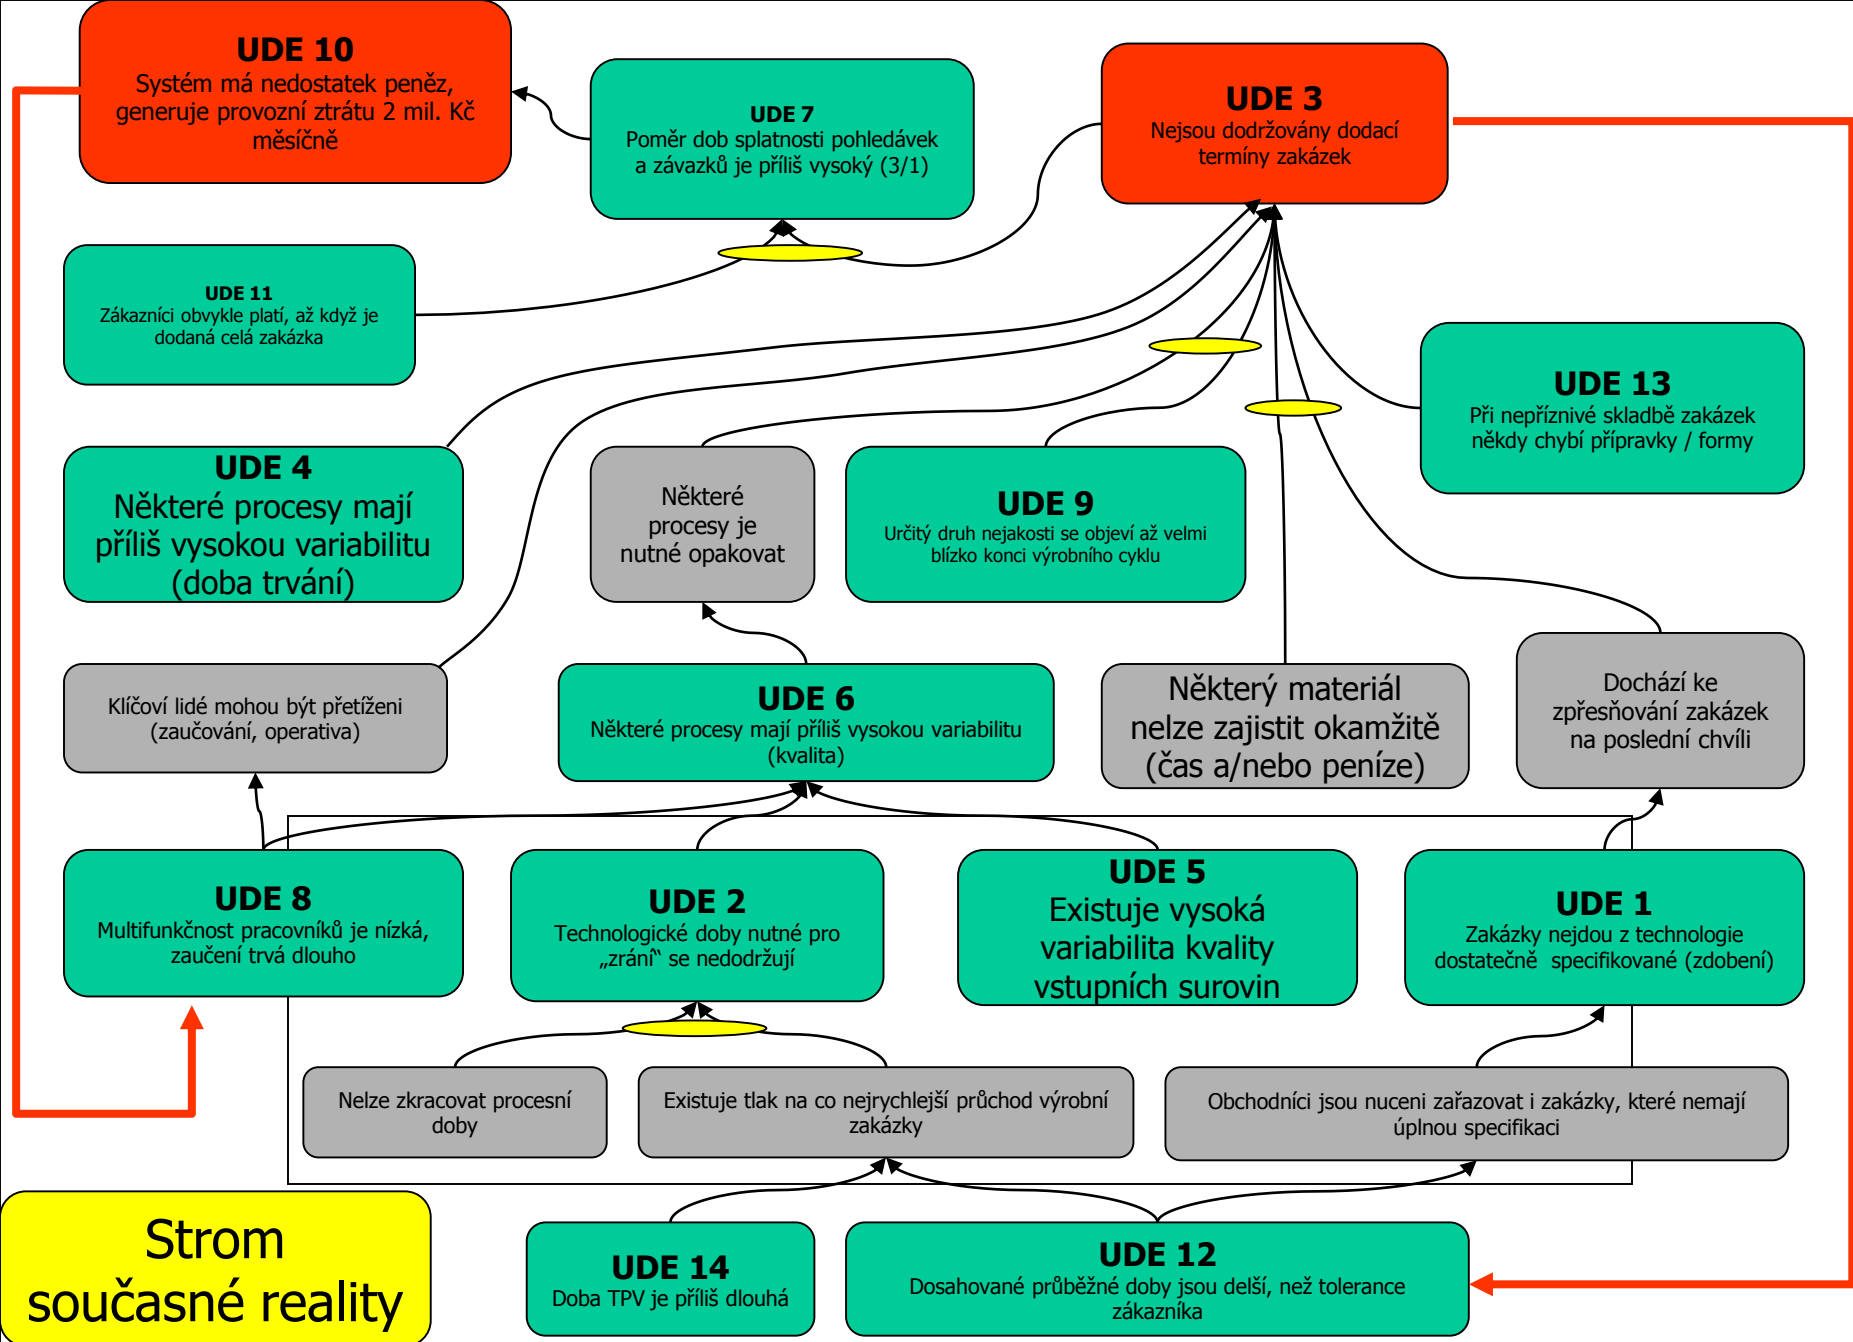 UDE 10
Systém má nedostatek peněz,
generuje provozní ztrátu 2 mil. Kč
měsíčně
UDE 7
Poměr dob splatnosti pohledávek
a závazků je příliš vysoký (3/1)
UDE 3
Nejsou dodržovány dodací
termíny zakázek
UDE 11
Zákazníci obvykle platí, až když je
dodaná celá zakázka
UDE 13
Při nepříznivé skladbě zakázek
někdy chybí přípravky / formy
UDE 4
Některé procesy mají
příliš vysokou variabilitu
(doba trvání)
Některé
procesy je
nutné opakovat
UDE 9
Určitý druh nejakosti se objeví až velmi
blízko konci výrobního cyklu
Klíčoví lidé mohou být přetíženi
(zaučování, operativa)
UDE 6
Některé procesy mají příliš vysokou variabilitu
(kvalita)
Některý materiál
nelze zajistit okamžitě
(čas a/nebo peníze)
Dochází ke
zpřesňování zakázek
na poslední chvíli
UDE 8
Multifunkčnost pracovníků je nízká,
zaučení trvá dlouho
UDE 2
Technologické doby nutné pro
„zrání“ se nedodržují
UDE 5
Existuje vysoká
variabilita kvality
vstupních surovin
UDE 1
Zakázky nejdou z technologie
dostatečně specifikované (zdobení)
Nelze zkracovat procesní
doby
Existuje tlak na co nejrychlejší průchod výrobní
zakázky
Obchodníci jsou nuceni zařazovat i zakázky, které nemají
úplnou specifikaci
Strom
současné reality
UDE 14
Doba TPV je příliš dlouhá
UDE 12
Dosahované průběžné doby jsou delší, než tolerance
zákazníka